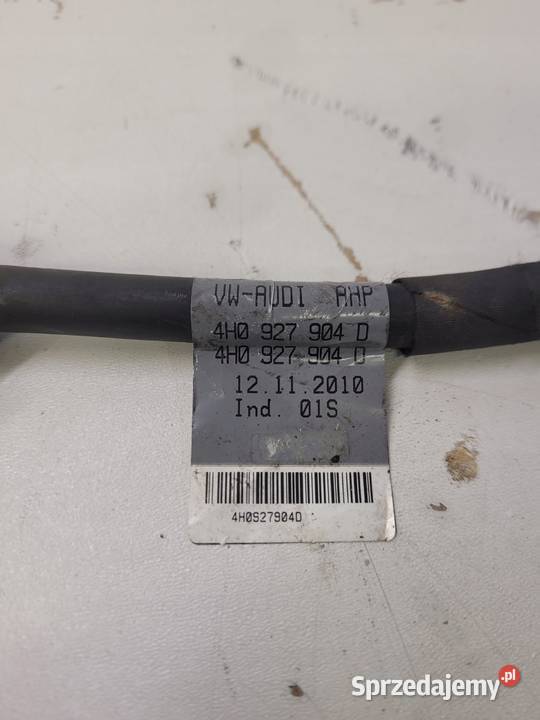 VW-AUDI AHP
4H0 927 904 D
4H0 927 904 D
12.11.2010
Ind. 01S
4H0927904D
Sprzedajemy.pl